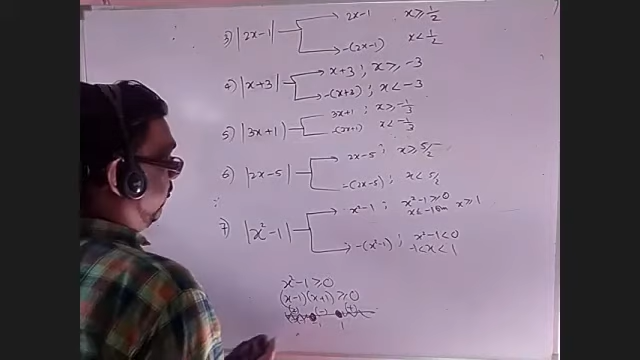 3) |2x-1| 2x-1 x≥1/2
-(2x-1) x<1/2
4) |x+3| x+3 ; x≥-3
-(x+3) ; x<-3
5) |3x+1| 3x+1 ; x≥-1/3
-(3x+1) x<-1/3
6) |2x-5| 2x-5 ; x≥5/2
-(2x-5) ; x<5/2
7) |x²-1| x²-1 ; x²-1≥0
x≤-1 x≥1
-(x²-1) ; x²-1<0
-1<x<1
x²-1≥0
(x-1)(x+1)≥0
(+) (-) (+)
1